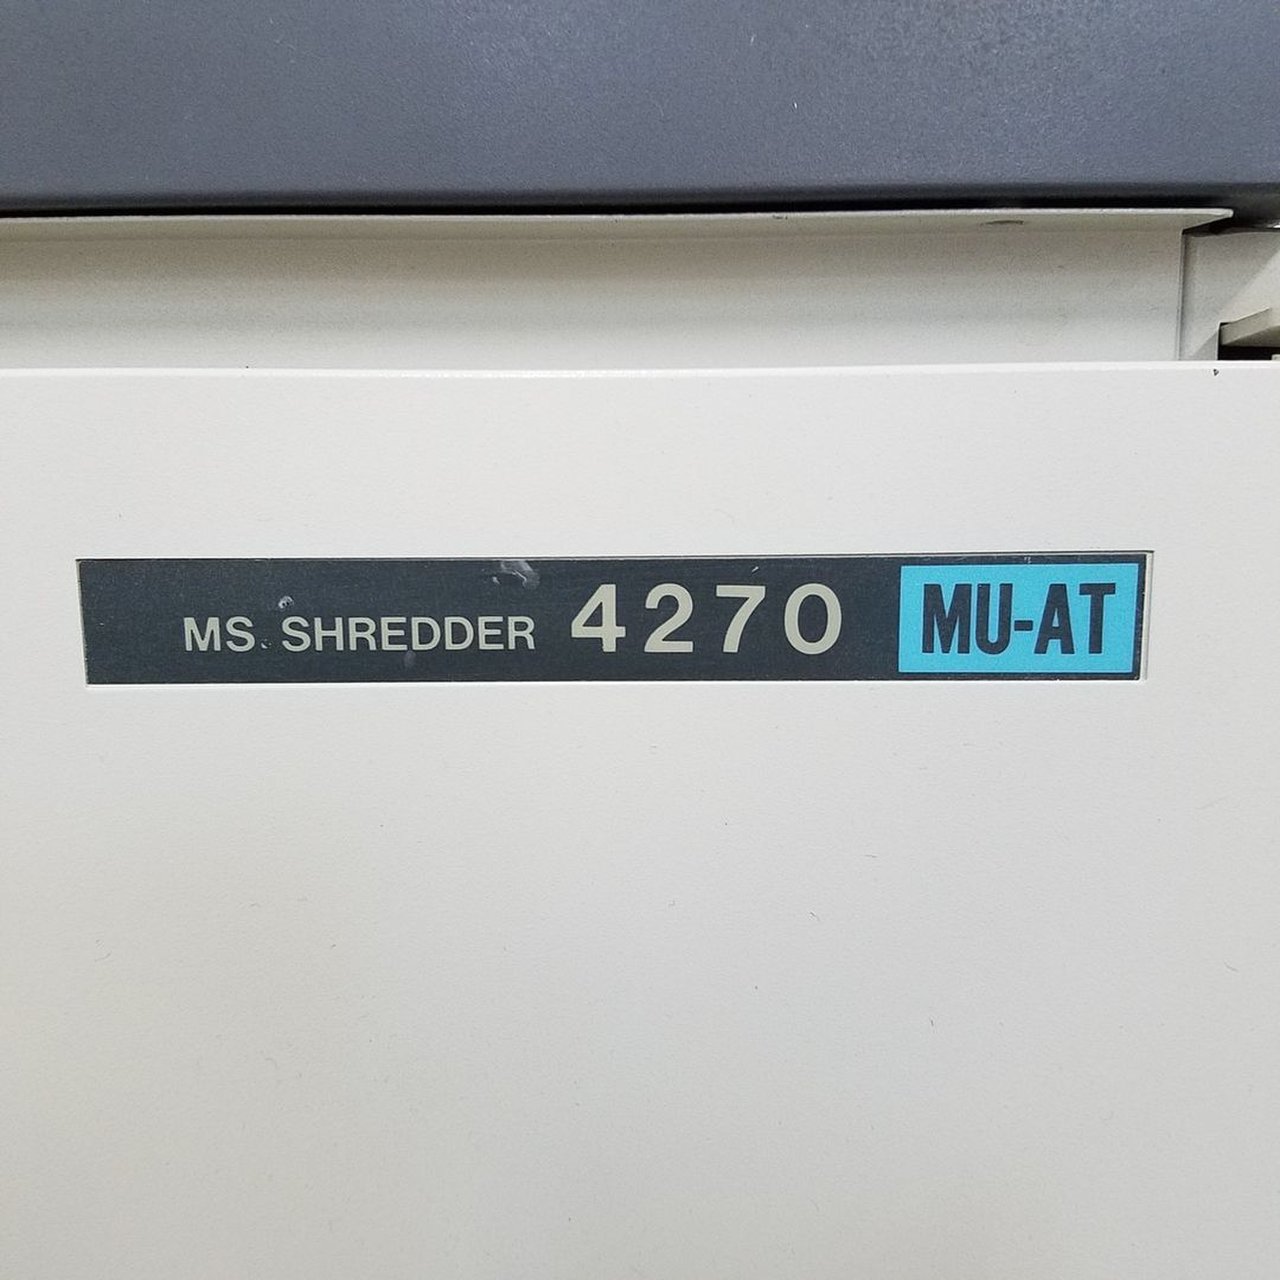 MS. SHREDDER 4270 MU-AT